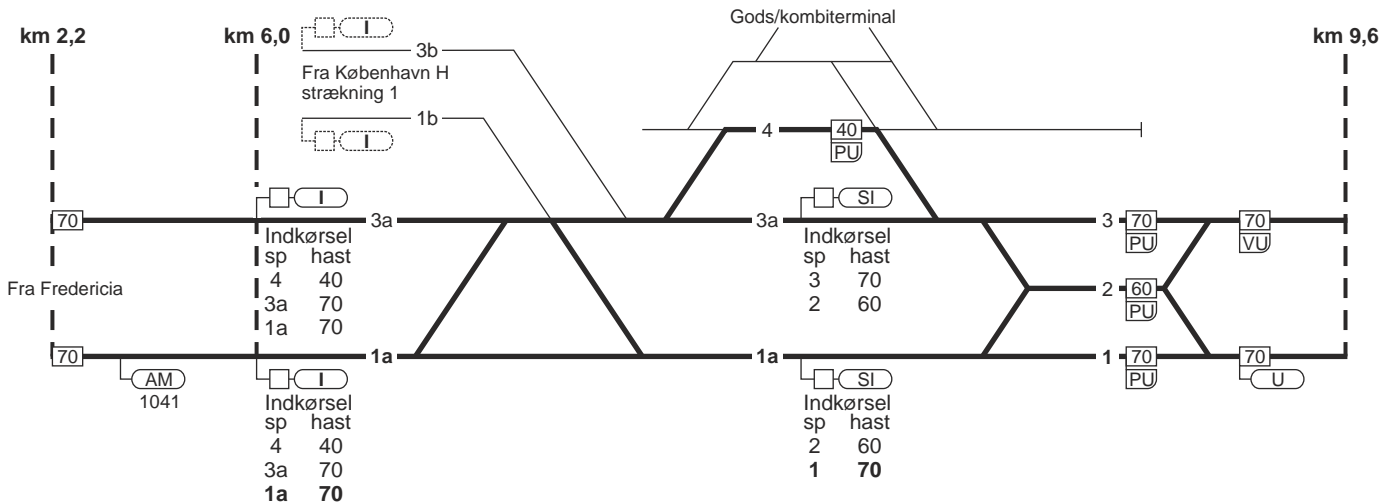 Gods/kombiterminal
km 2,2
km 6,0
km 9,6
I
3b
Fra København H
strækning 1
1b
I
4
40
PU
I
SI
70
3a
3a
3
70
PU
70
VU
Indkørsel
sp hast
4 40
3a 70
1a 70
Indkørsel
sp hast
3 70
2 60
Fra Fredericia
2
60
PU
70
1a
1a
1
70
PU
70
U
AM
1041
I
SI
Indkørsel
sp hast
4 40
3a 70
1a 70
Indkørsel
sp hast
2 60
1 70